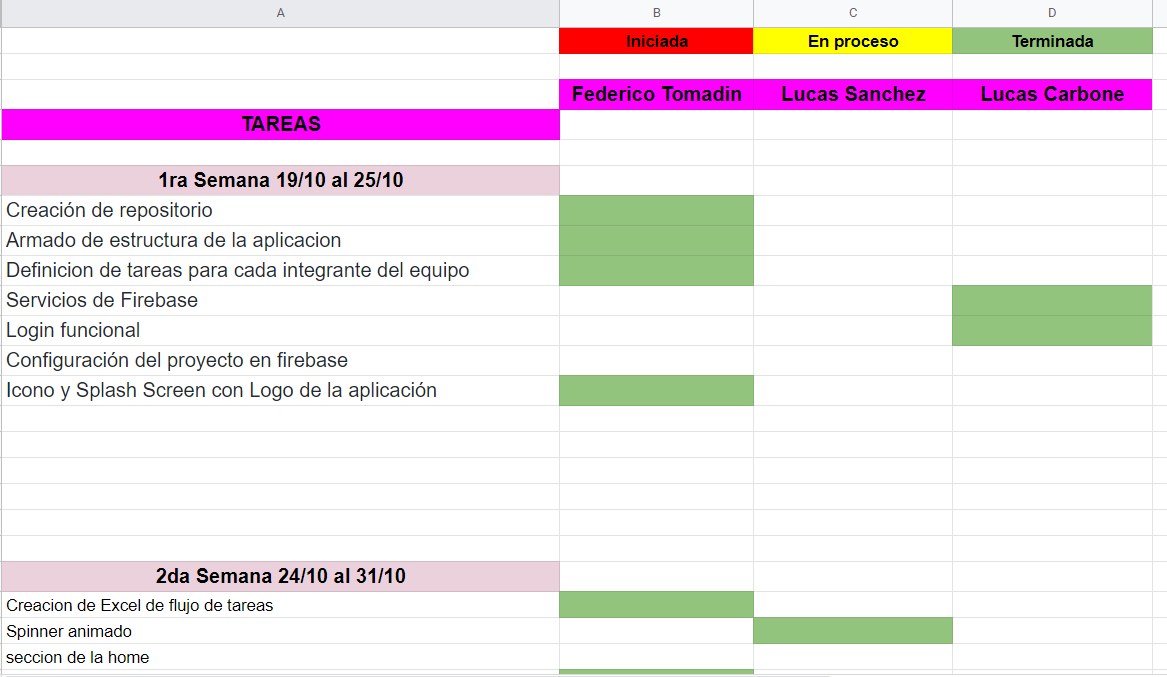 A B C D
Iniciada En proceso Terminada
Federico Tomadin Lucas Sanchez Lucas Carbone
TAREAS
1ra Semana 19/10 al 25/10
Creación de repositorio
Armado de estructura de la aplicacion
Definicion de tareas para cada integrante del equipo
Servicios de Firebase
Login funcional
Configuración del proyecto en firebase
Icono y Splash Screen con Logo de la aplicación
2da Semana 24/10 al 31/10
Creacion de Excel de flujo de tareas
Spinner animado
seccion de la home